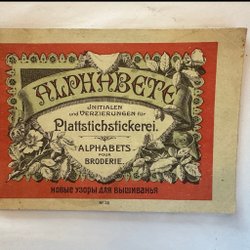 ALPHABETE
INITIALEN
UND VERZIERUNGEN FÜR
Plattstichstickerei.
ALPHABETS
POUR
BRODERIE.
НОВЫЕ УЗОРЫ ДЛЯ ВЫШИВАНЬЯ